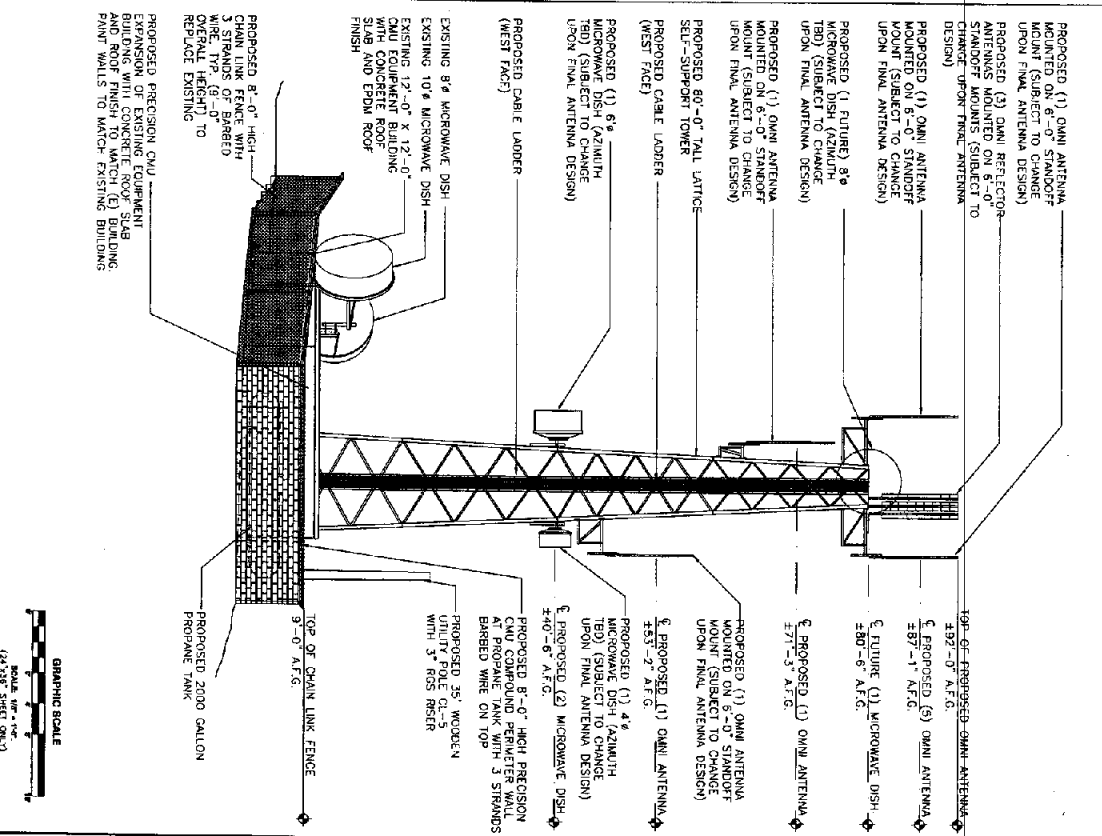 PROPOSED (1) OMNI ANTENNA
MOUNTED ON 6'-0" STANDOFF
MOUNT (SUBJECT TO CHANGE
UPON FINAL ANTENNA DESIGN)
PROPOSED (3) OMNI REFLECTOR
ANTENNAS MOUNTED ON 6'-0"
STANDOFF MOUNTS (SUBJECT TO
CHANGE UPON FINAL ANTENNA
DESIGN)
PROPOSED (1) OMNI ANTENNA
MOUNTED ON 6'-0" STANDOFF
MOUNT (SUBJECT TO CHANGE
UPON FINAL ANTENNA DESIGN)
PROPOSED (1 FUTURE) 8'ø
MICROWAVE DISH (AZIMUTH
TBD) (SUBJECT TO CHANGE
UPON FINAL ANTENNA DESIGN)
PROPOSED (1) OMNI ANTENNA
MOUNTED ON 6'-0" STANDOFF
MOUNT (SUBJECT TO CHANGE
UPON FINAL ANTENNA DESIGN)
PROPOSED 80'-0" TALL LATTICE
SELF-SUPPORT TOWER
PROPOSED CABLE LADDER
(WEST FACE)
PROPOSED (1) 6'ø
MICROWAVE DISH (AZIMUTH
TBD) (SUBJECT TO CHANGE
UPON FINAL ANTENNA DESIGN)
PROPOSED CABLE LADDER
(WEST FACE)
EXISTING 8'ø MICROWAVE DISH
EXISTING 10'ø MICROWAVE DISH
EXISTING 12'-0" X 12'-0"
CMU EQUIPMENT BUILDING
WITH CONCRETE ROOF
SLAB AND EPDM ROOF
FINISH
PROPOSED 8'-0" HIGH
CHAIN LINK FENCE WITH
3 STRANDS OF BARBED
WIRE, TYP. (9'-0"
OVERALL HEIGHT) TO
REPLACE EXISTING
PROPOSED PRECISION CMU
EXPANSION OF EXISTING EQUIPMENT
BUILDING WITH CONCRETE ROOF SLAB
AND ROOF FINISH TO MATCH (E) BUILDING.
PAINT WALLS TO MATCH EXISTING BUILDING
TOP OF PROPOSED OMNI ANTENNA
±92'-0" A.F.G.
℄ PROPOSED (5) OMNI ANTENNA
±87'-1" A.F.G.
℄ FUTURE (1) MICROWAVE DISH
±80'-6" A.F.G.
℄ PROPOSED (1) OMNI ANTENNA
±71'-3" A.F.G.
PROPOSED (1) OMNI ANTENNA
MOUNTED ON 6'-0" STANDOFF
MOUNT (SUBJECT TO CHANGE
UPON FINAL ANTENNA DESIGN)
℄ PROPOSED (1) OMNI ANTENNA
±53'-2" A.F.G.
PROPOSED (1) 4'ø
MICROWAVE DISH (AZIMUTH
TBD) (SUBJECT TO CHANGE
UPON FINAL ANTENNA DESIGN)
℄ PROPOSED (2) MICROWAVE DISH
±40'-6" A.F.G.
PROPOSED 8'-0" HIGH PRECISION
CMU COMPOUND PERIMETER WALL
AT PROPANE TANK WITH 3 STRANDS
BARBED WIRE ON TOP
PROPOSED 35' WOODEN
UTILITY POLE CL-5
WITH 3" RGS RISER
TOP OF CHAIN LINK FENCE
9'-0" A.F.G.
PROPOSED 2000 GALLON
PROPANE TANK
GRAPHIC SCALE
(24"x36" SHEET ONLY)